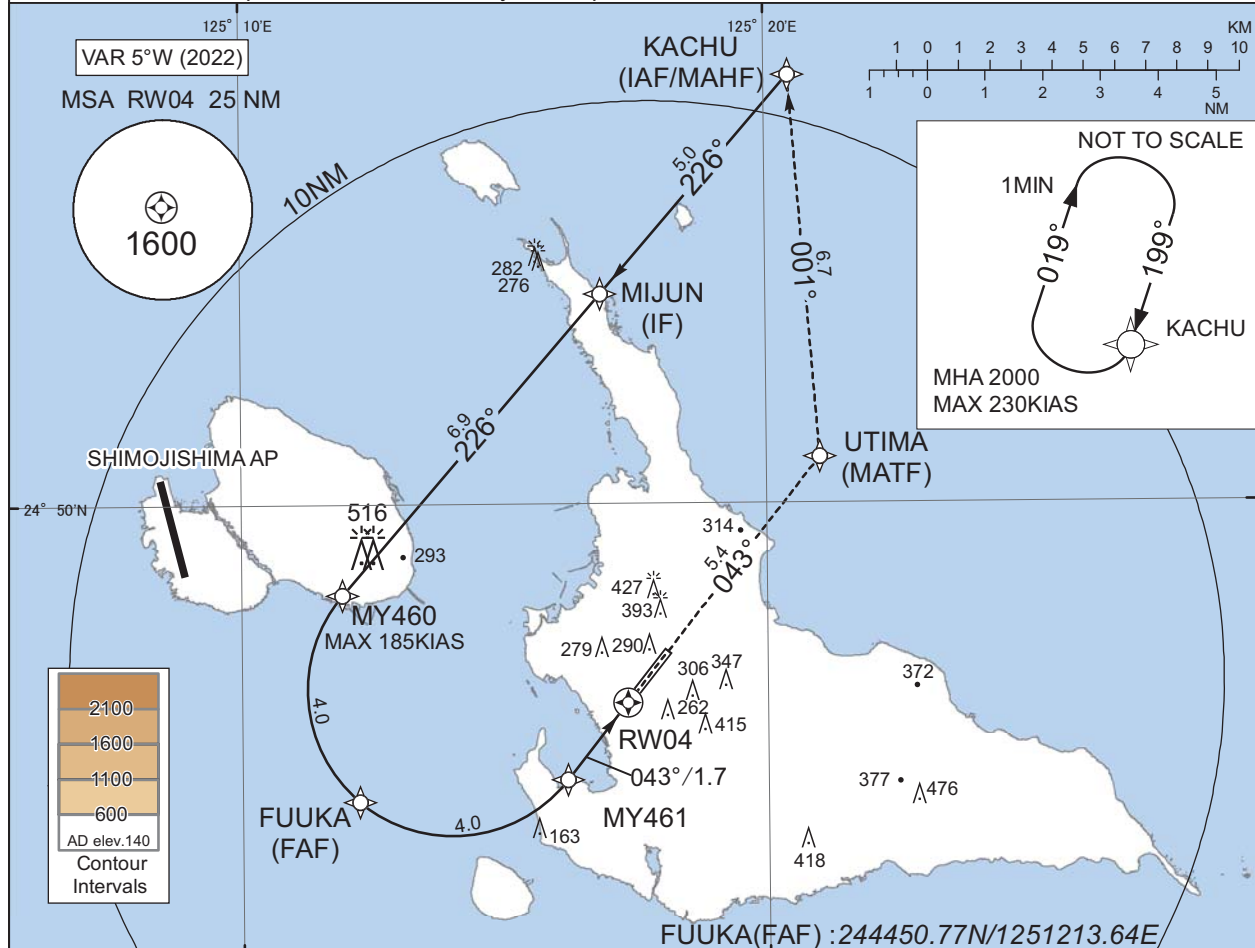 125° 10'E
125° 20'E
VAR 5°W (2022)
MSA RW04 25 NM
1600
10NM
KACHU
(IAF/MAHF)
KM
1 0 1 2 3 4 5 6 7 8 9 10
1 0 1 2 3 4 5
NM
NOT TO SCALE
1MIN
019°
199°
KACHU
MHA 2000
MAX 230KIAS
5.0
226°
6.7
001°
282
276
MIJUN
(IF)
6.9
226°
UTIMA
(MATF)
SHIMOJISHIMA AP
24° 50'N
516
293
314
5.4
043°
427
393
MY460
MAX 185KIAS
279
290
306
347
372
262
415
RW04
043°/1.7
4.0
2100
1600
1100
600
AD elev.140
Contour
Intervals
FUUKA
(FAF)
4.0
MY461
163
377
476
418
FUUKA(FAF) :244450.77N/1251213.64E